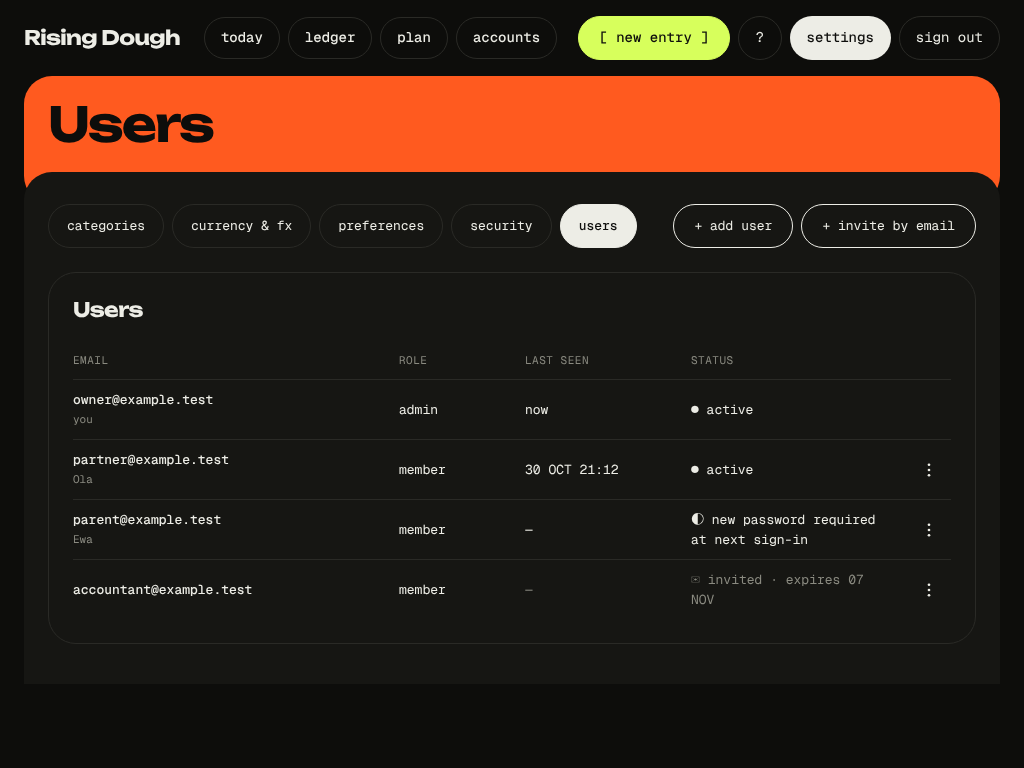 Rising Dough today ledger plan accounts [ new entry ] ? settings sign out
Users
categories currency & fx preferences security users + add user + invite by email
Users
EMAIL ROLE LAST SEEN STATUS
owner@example.test
you
admin now ● active
partner@example.test
Ola
member 30 OCT 21:12 ● active
parent@example.test
Ewa
member — ◐ new password required
at next sign-in
accountant@example.test member — ✉ invited · expires 07
NOV